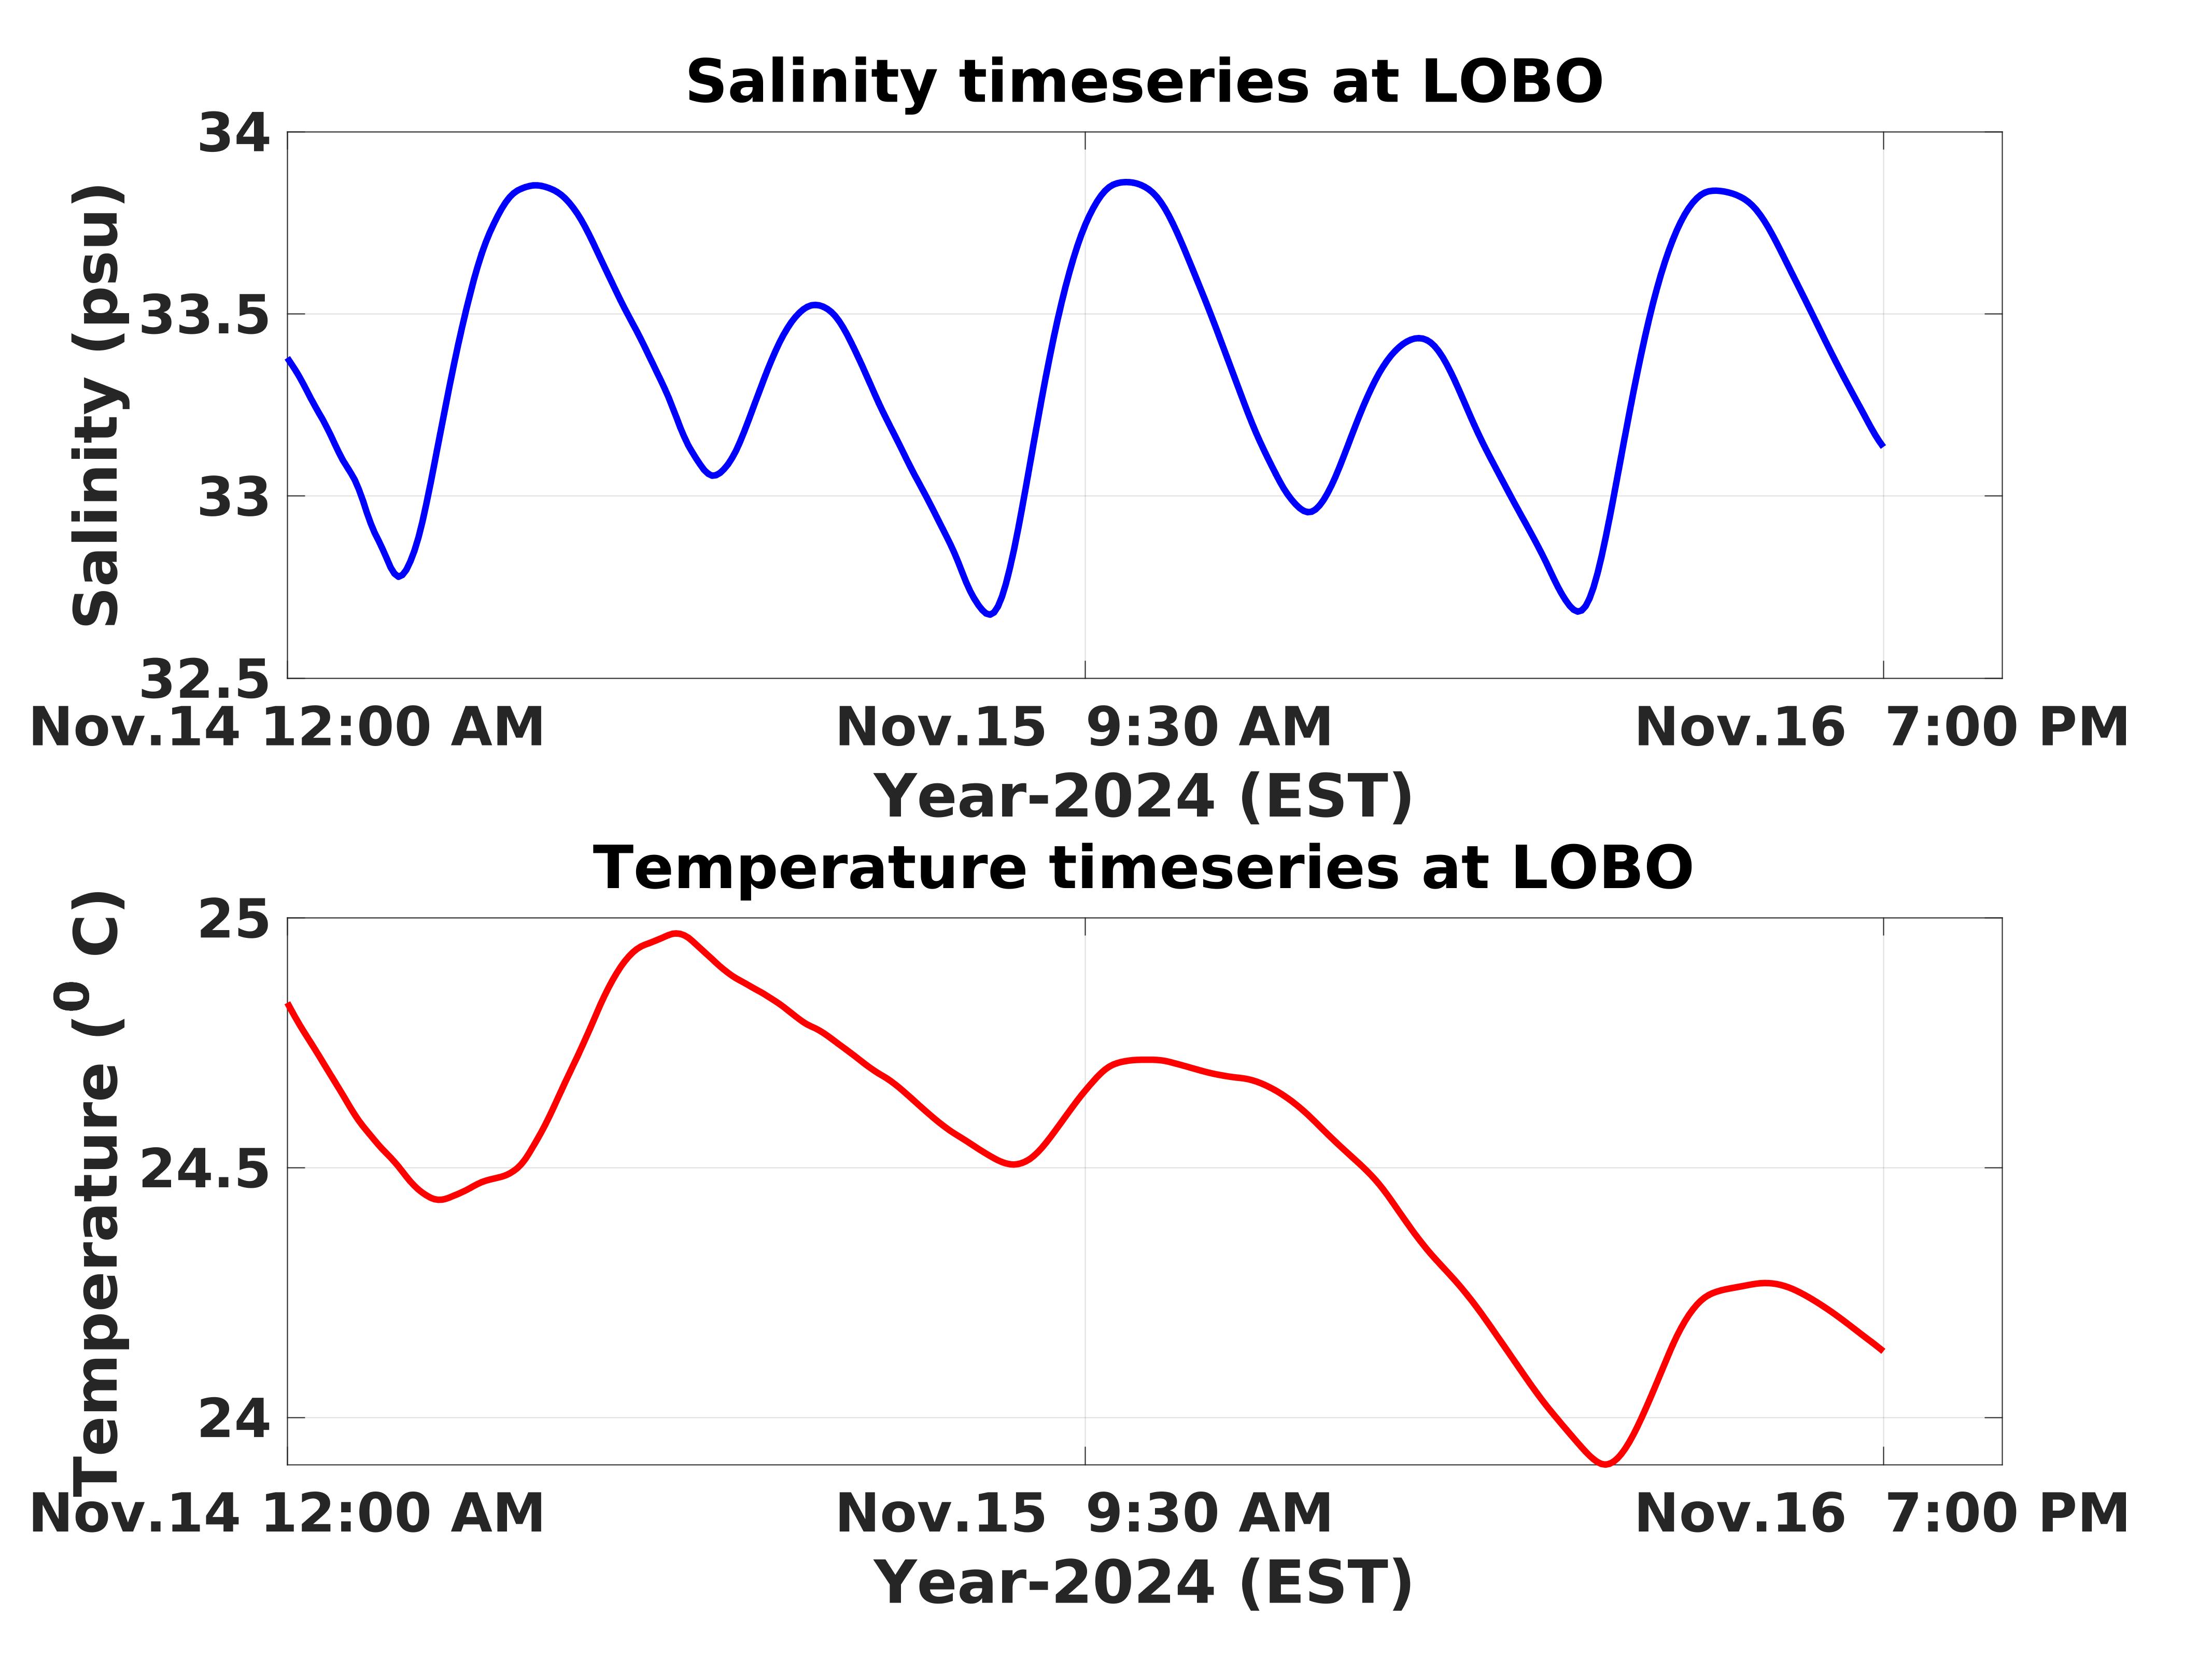 Salinity timeseries at LOBO
Salinity (psu)
34
33.5
33
32.5
Nov.14 12:00 AM
Nov.15  9:30 AM
Nov.16  7:00 PM
Year-2024 (EST)
Temperature timeseries at LOBO
Temperature (⁰ C)
25
24.5
24
Nov.14 12:00 AM
Nov.15  9:30 AM
Nov.16  7:00 PM
Year-2024 (EST)